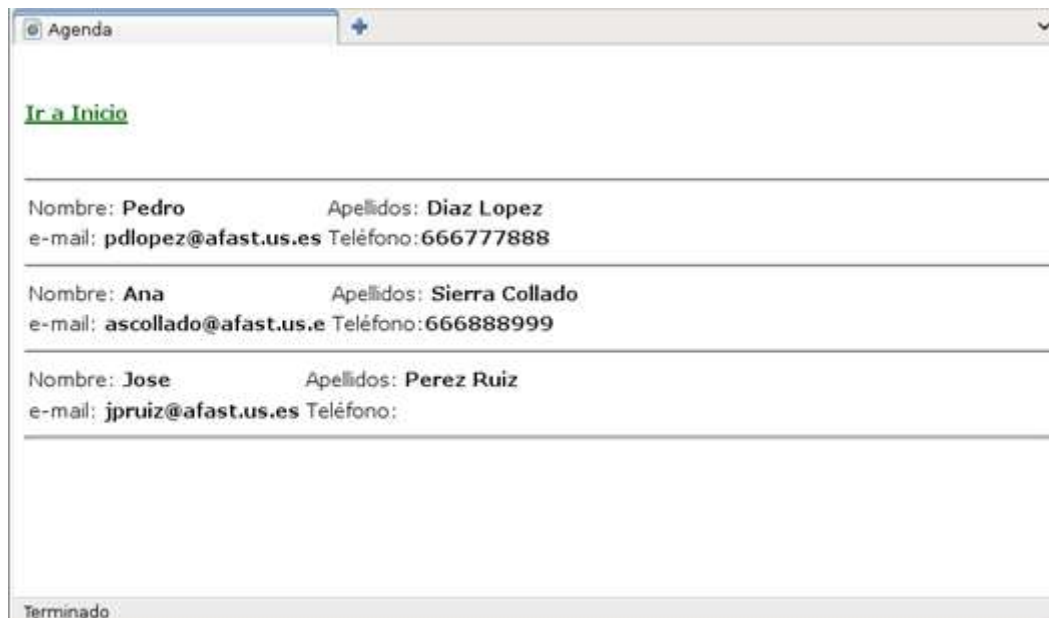 Agenda
Ir a Inicio
Nombre: Pedro Apellidos: Diaz Lopez
e-mail: pdlopez@afast.us.es Teléfono:666777888
Nombre: Ana Apellidos: Sierra Collado
e-mail: ascollado@afast.us.e Teléfono:666888999
Nombre: Jose Apellidos: Perez Ruiz
e-mail: jpruiz@afast.us.es Teléfono:
Terminado